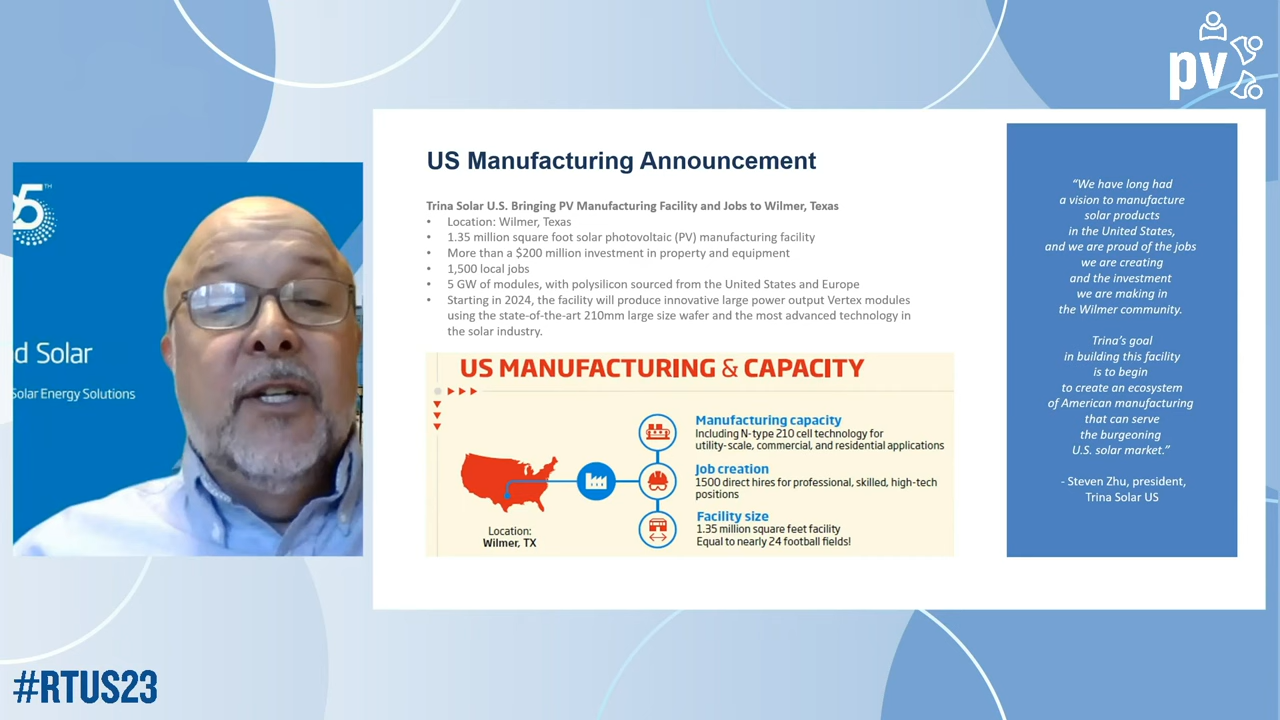 pv
5™
d Solar
Solar Energy Solutions
US Manufacturing Announcement
Trina Solar U.S. Bringing PV Manufacturing Facility and Jobs to Wilmer, Texas
• Location: Wilmer, Texas
• 1.35 million square foot solar photovoltaic (PV) manufacturing facility
• More than a $200 million investment in property and equipment
• 1,500 local jobs
• 5 GW of modules, with polysilicon sourced from the United States and Europe
• Starting in 2024, the facility will produce innovative large power output Vertex modules
using the state-of-the-art 210mm large size wafer and the most advanced technology in
the solar industry.
US MANUFACTURING & CAPACITY
Location:
Wilmer, TX
Manufacturing capacity
Including N-type 210 cell technology for
utility-scale, commercial, and residential applications
Job creation
1500 direct hires for professional, skilled, high-tech
positions
Facility size
1.35 million square feet facility
Equal to nearly 24 football fields!
“We have long had
a vision to manufacture
solar products
in the United States,
and we are proud of the jobs
we are creating
and the investment
we are making in
the Wilmer community.
Trina’s goal
in building this facility
is to begin
to create an ecosystem
of American manufacturing
that can serve
the burgeoning
U.S. solar market.”
- Steven Zhu, president,
Trina Solar US
#RTUS23